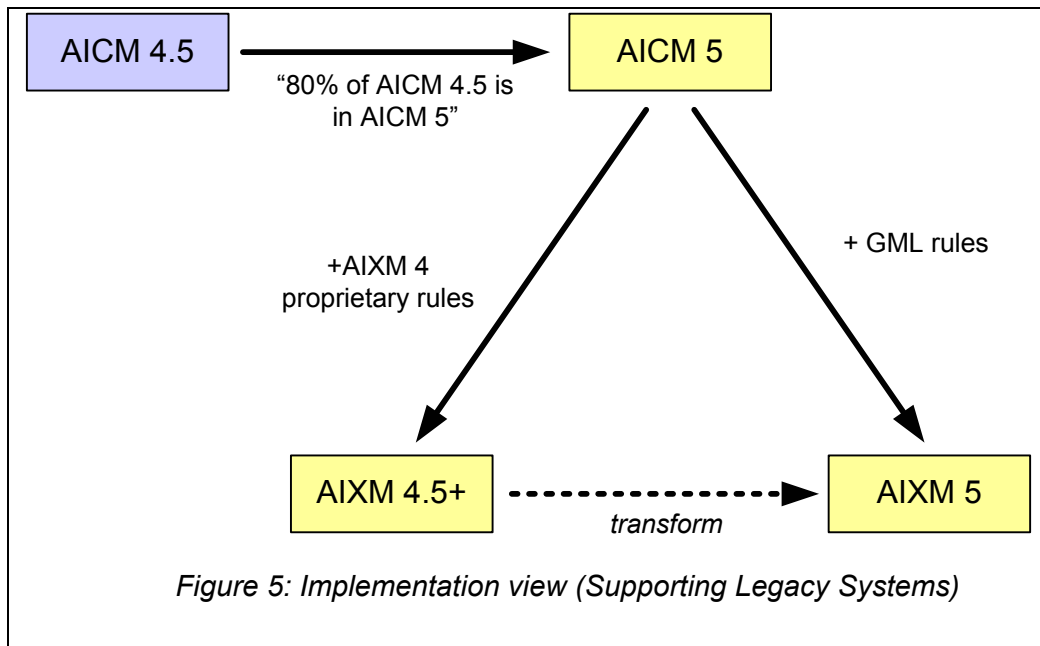 AICM 4.5
AICM 5
“80% of AICM 4.5 is
in AICM 5”
+AIXM 4
proprietary rules
+ GML rules
AIXM 4.5+
transform
AIXM 5
Figure 5: Implementation view (Supporting Legacy Systems)